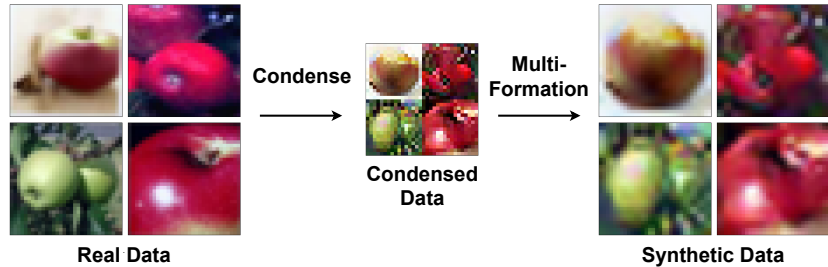 Condense
Multi-
Formation
Condensed
Data
Real Data
Synthetic Data